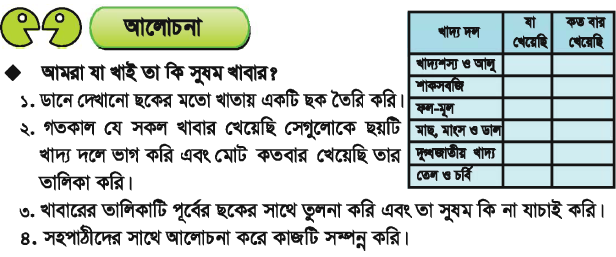 আলোচনা
আমরা যা খাই তা কি সুষম খাবার?
১. ডানে দেখানো ছকের মতো খাতায় একটি ছক তৈরি করি।
২. গতকাল যে সকল খাবার খেয়েছি সেগুলোকে ছয়টি
খাদ্য দলে ভাগ করি এবং মোট কতবার খেয়েছি তার
তালিকা করি।
খাদ্য দল | যা খেয়েছি | কত বার খেয়েছি
খাদ্যশস্য ও আলু
শাকসবজি
ফল-মূল
মাছ, মাংস ও ডাল
দুগ্ধজাতীয় খাদ্য
তেল ও চর্বি
৩. খাবারের তালিকাটি পূর্বের ছকের সাথে তুলনা করি এবং তা সুষম কি না যাচাই করি।
৪. সহপাঠীদের সাথে আলোচনা করে কাজটি সম্পন্ন করি।